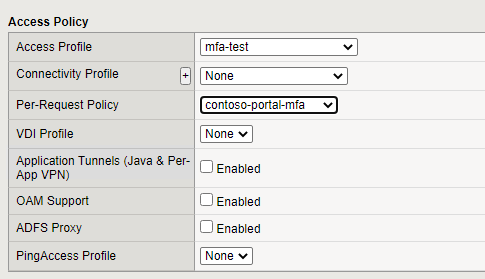 Access Policy
Access Profile mfa-test
Connectivity Profile + None
Per-Request Policy contoso-portal-mfa
VDI Profile None
Application Tunnels (Java & Per-
App VPN) Enabled
OAM Support Enabled
ADFS Proxy Enabled
PingAccess Profile None